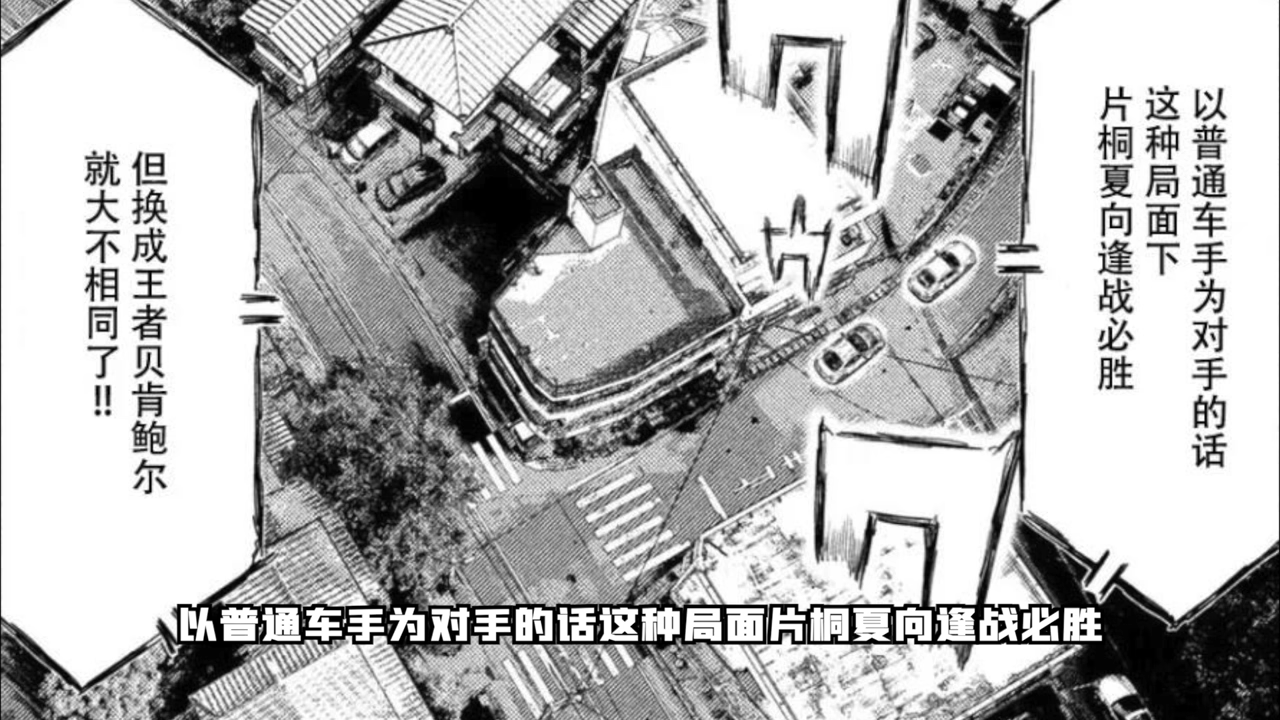 以普通车手为对手的话
这种局面下
片桐夏向逢战必胜
但换成王者贝肯鲍尔
就大不相同了!!
以普通车手为对手的话这种局面片桐夏向逢战必胜